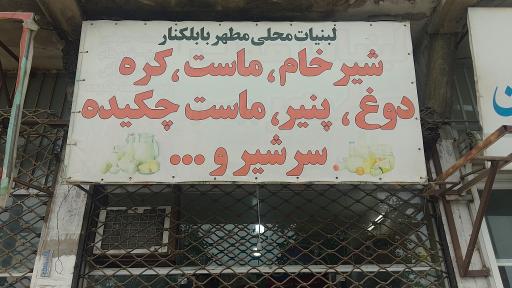 لبنیات محلی مطهر بابلکنار
شیر خام، ماست، کره
دوغ، پنیر، ماست چکیده
سرشیر و ...
ن